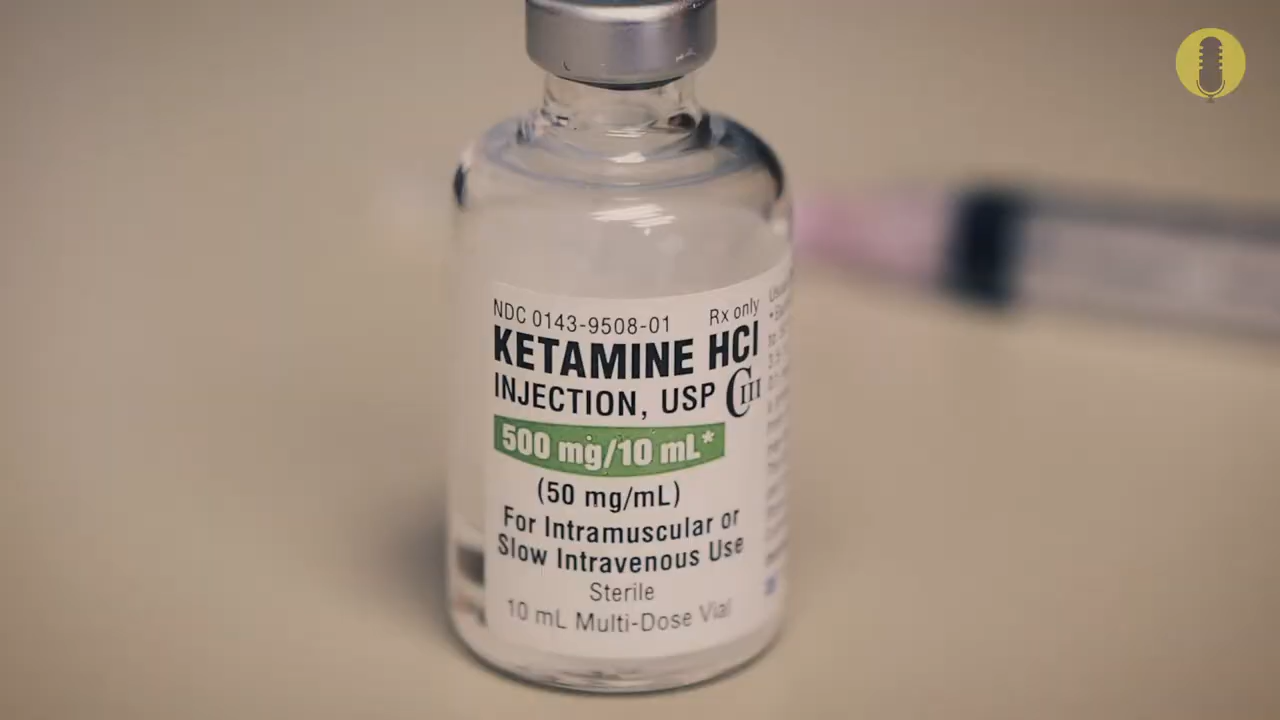 NDC 0143-9508-01 Rx only
KETAMINE HCl
INJECTION, USP CIII
500 mg/10 mL*
(50 mg/mL)
For Intramuscular or
Slow Intravenous Use
Sterile
10 mL Multi-Dose Vial